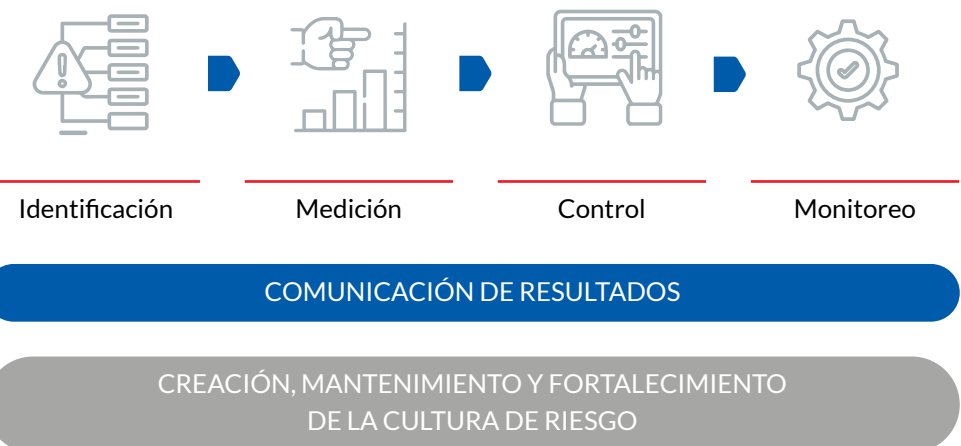 Identificación
Medición
Control
Monitoreo
COMUNICACIÓN DE RESULTADOS
CREACIÓN, MANTENIMIENTO Y FORTALECIMIENTO
DE LA CULTURA DE RIESGO